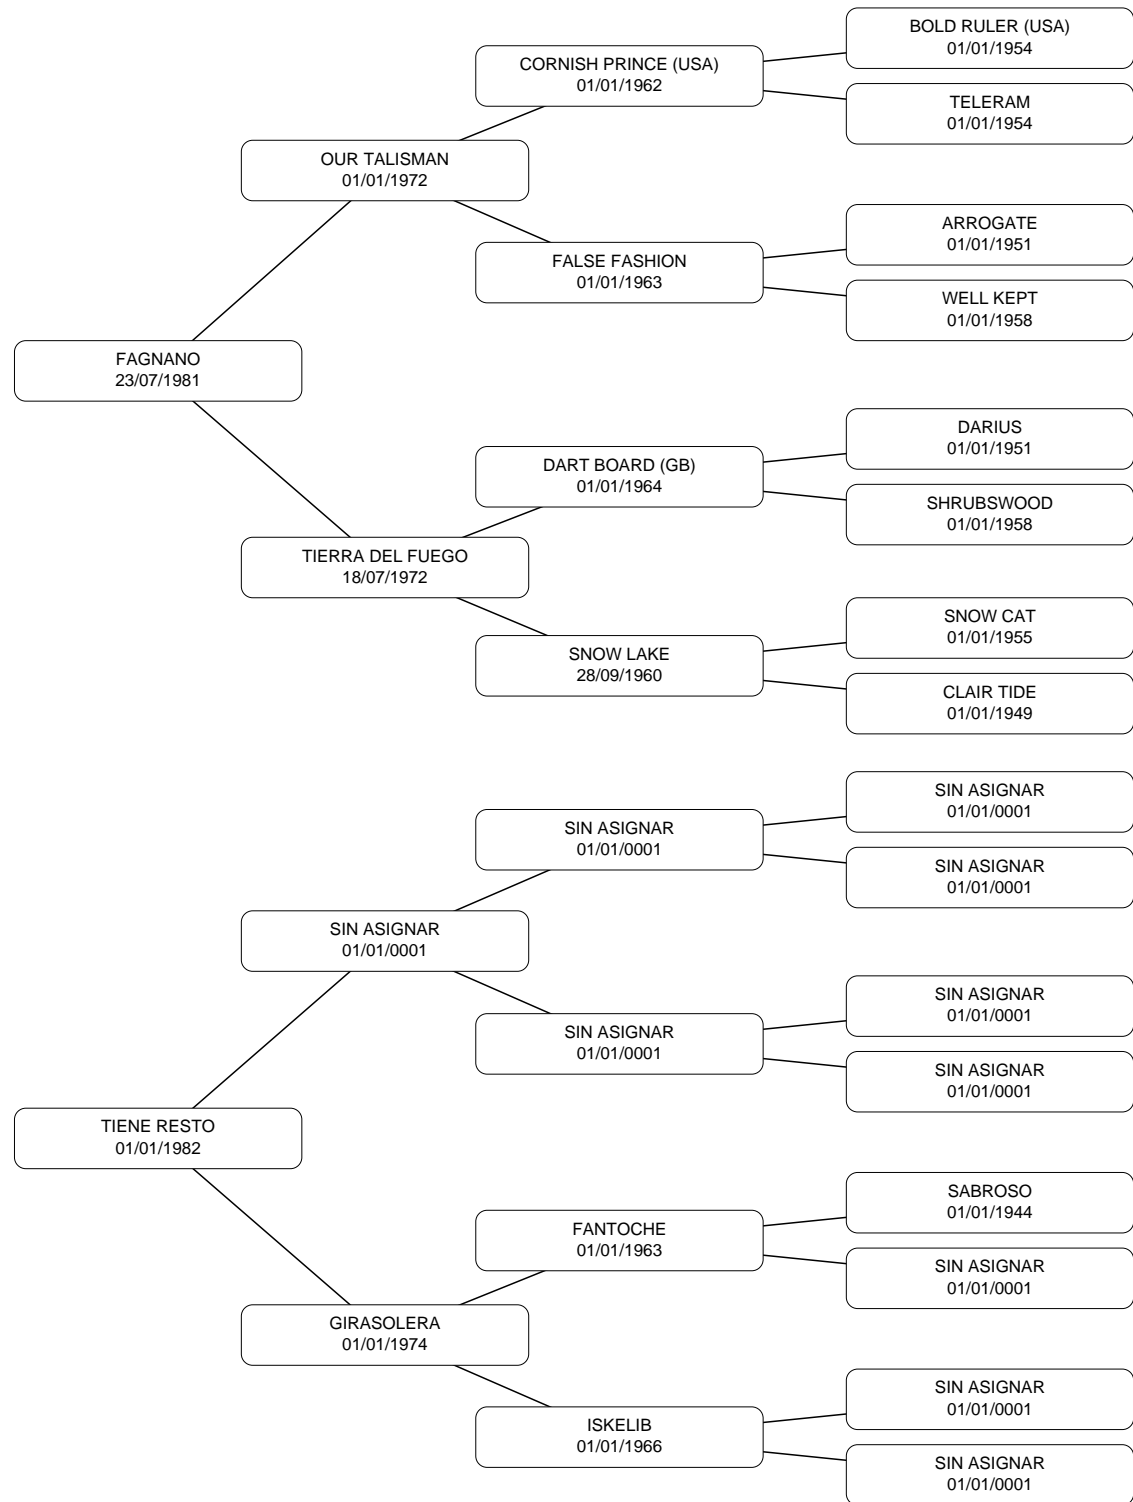 BOLD RULER (USA)
01/01/1954
CORNISH PRINCE (USA)
01/01/1962
TELERAM
01/01/1954
OUR TALISMAN
01/01/1972
ARROGATE
01/01/1951
FALSE FASHION
01/01/1963
WELL KEPT
01/01/1958
FAGNANO
23/07/1981
DARIUS
01/01/1951
DART BOARD (GB)
01/01/1964
SHRUBSWOOD
01/01/1958
TIERRA DEL FUEGO
18/07/1972
SNOW CAT
01/01/1955
SNOW LAKE
28/09/1960
CLAIR TIDE
01/01/1949
SIN ASIGNAR
01/01/0001
SIN ASIGNAR
01/01/0001
SIN ASIGNAR
01/01/0001
SIN ASIGNAR
01/01/0001
SIN ASIGNAR
01/01/0001
SIN ASIGNAR
01/01/0001
SIN ASIGNAR
01/01/0001
TIENE RESTO
01/01/1982
SABROSO
01/01/1944
FANTOCHE
01/01/1963
SIN ASIGNAR
01/01/0001
GIRASOLERA
01/01/1974
SIN ASIGNAR
01/01/0001
ISKELIB
01/01/1966
SIN ASIGNAR
01/01/0001